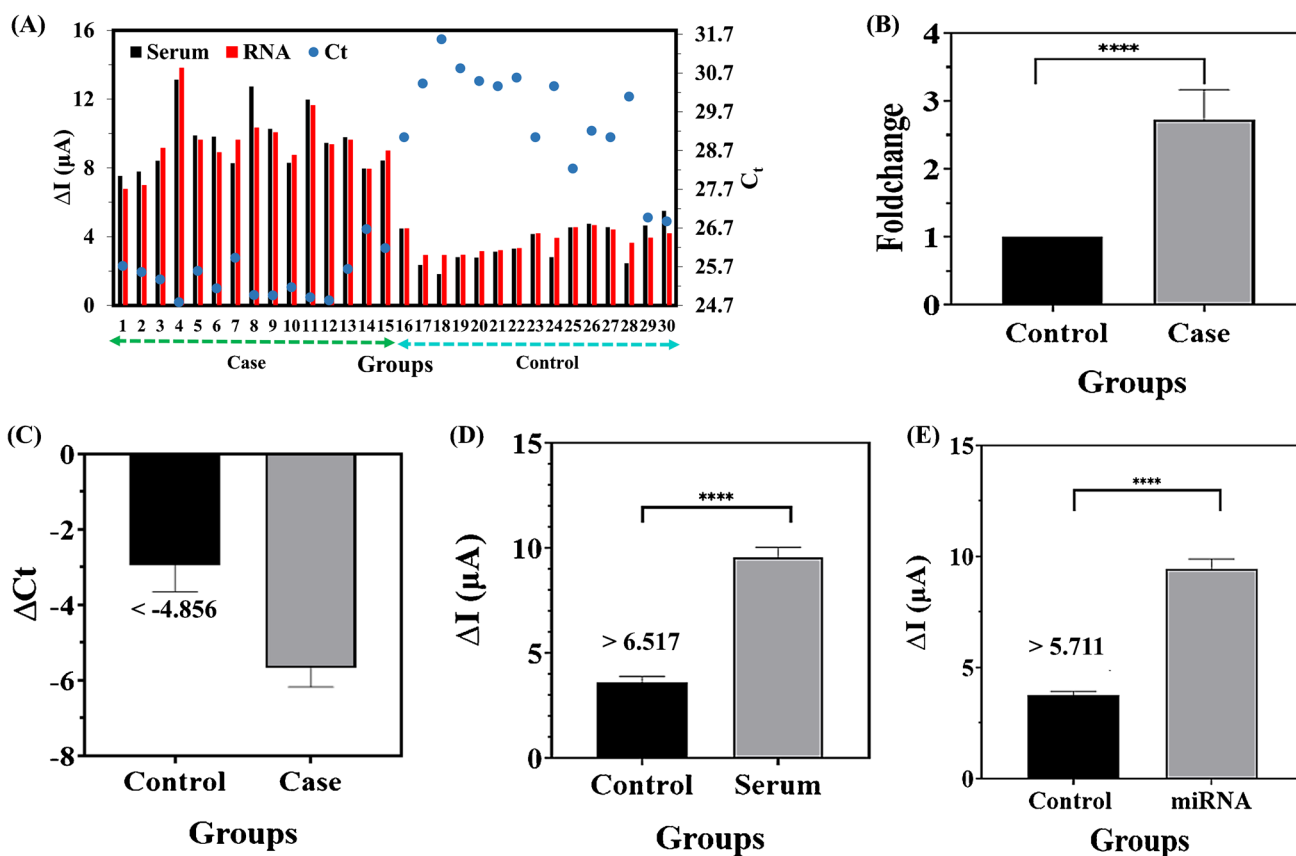 (A)
16
12
8
4
0
ΔI (µA)
Serum RNA Ct
31.7
30.7
29.7
28.7
27.7
26.7
25.7
24.7
Ct
1 2 3 4 5 6 7 8 9 10 11 12 13 14 15 16 17 18 19 20 21 22 23 24 25 26 27 28 29 30
Case Groups Control
(B)
****
4
3
2
1
0
Foldchange
Control Case
Groups
(C)
0
-2
-4
-6
-8
ΔCt
< -4.856
Control Case
Groups
(D)
15
10
5
0
ΔI (µA)
****
> 6.517
Control Serum
Groups
(E)
15
10
5
0
ΔI (µA)
****
> 5.711
Control miRNA
Groups